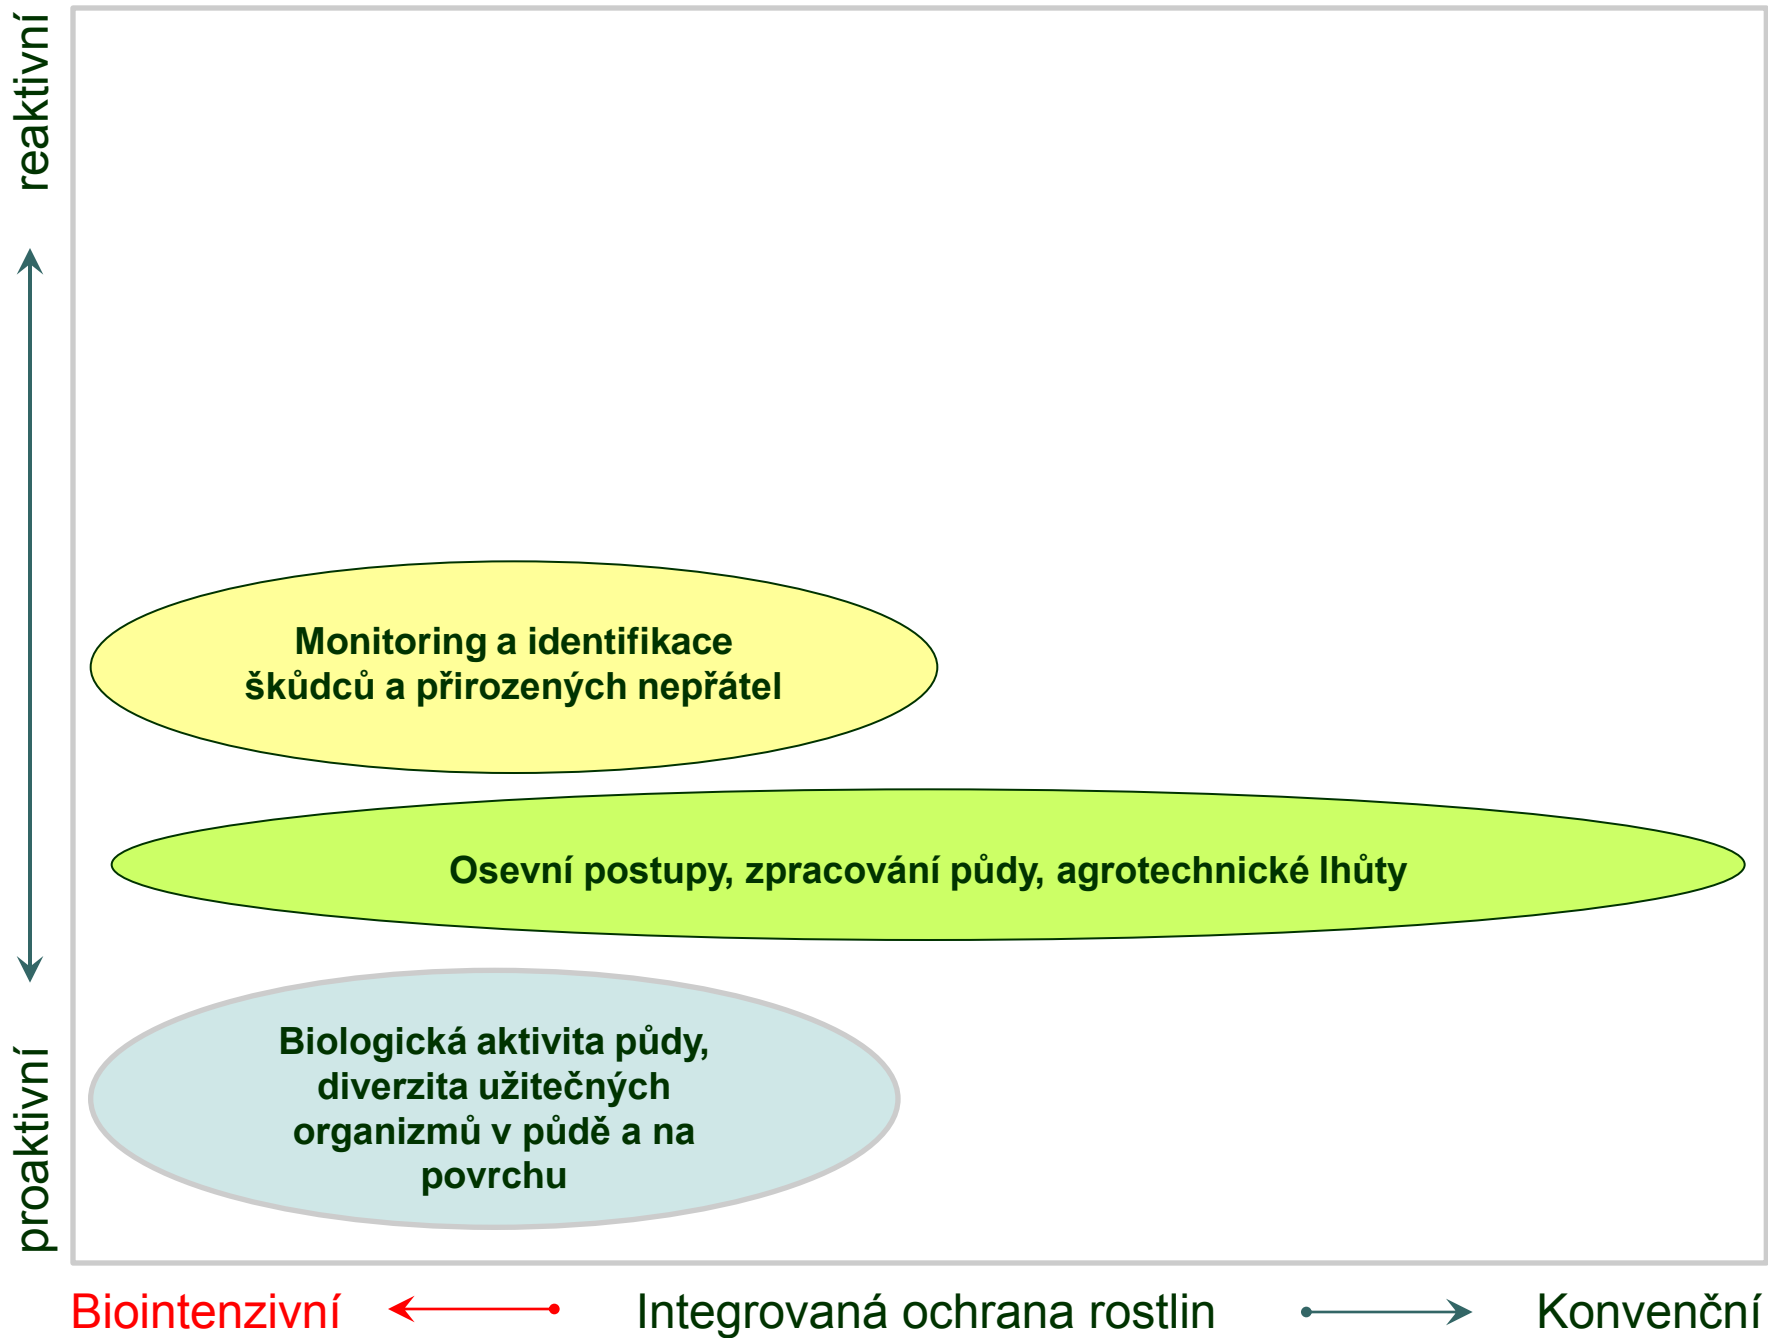 reaktivní
Monitoring a identifikace
škůdců a přirozených nepřátel
Osevní postupy, zpracování půdy, agrotechnické lhůty
Biologická aktivita půdy,
diverzita užitečných
organizmů v půdě a na
povrchu
proaktivní
Biointenzivní Integrovaná ochrana rostlin Konvenční